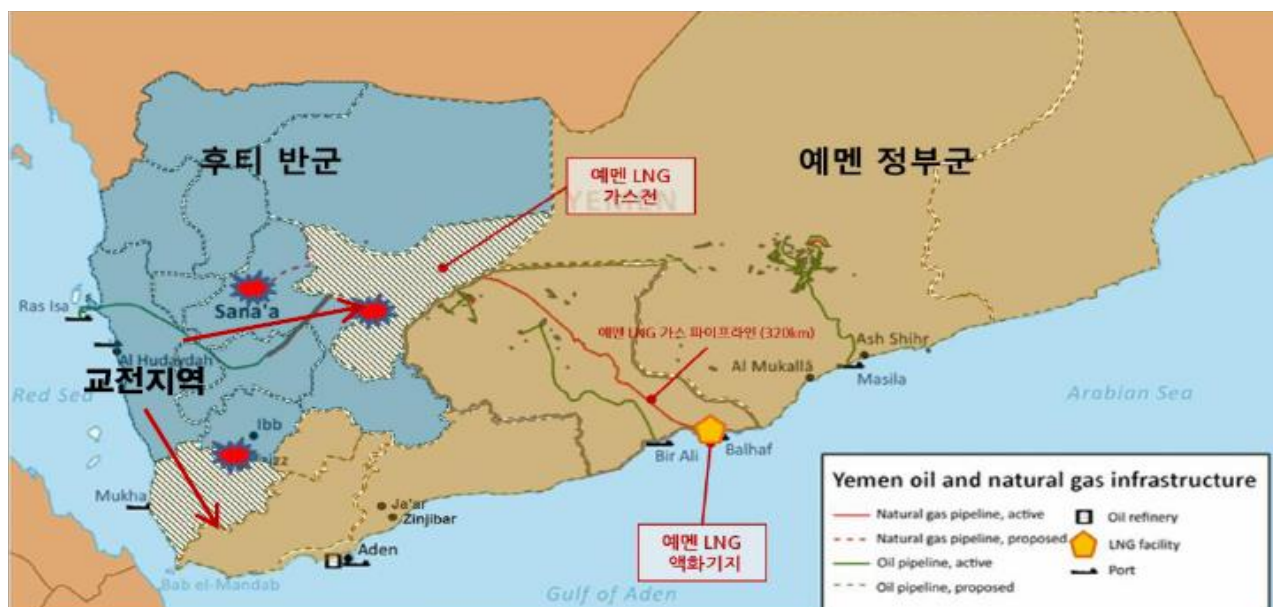 후티 반군
예멘 정부군
예멘 LNG
가스전
YEMEN
Ras Isa
Sana'a
예멘 LNG 가스 파이프라인 (320km)
Al Hudaydah
교전지역
Red Sea
Ash Shihr
Al Mukallā
Masila
Arabian Sea
Ibb
Bir Ali
Balhaf
Mukha
Ja'ar
Zinjibar
Aden
예멘 LNG
액화기지
Bab el-Mandab
Gulf of Aden
Yemen oil and natural gas infrastructure
Natural gas pipeline, active
Natural gas pipeline, proposed
Oil pipeline, active
Oil pipeline, proposed
Oil refinery
LNG facility
Port